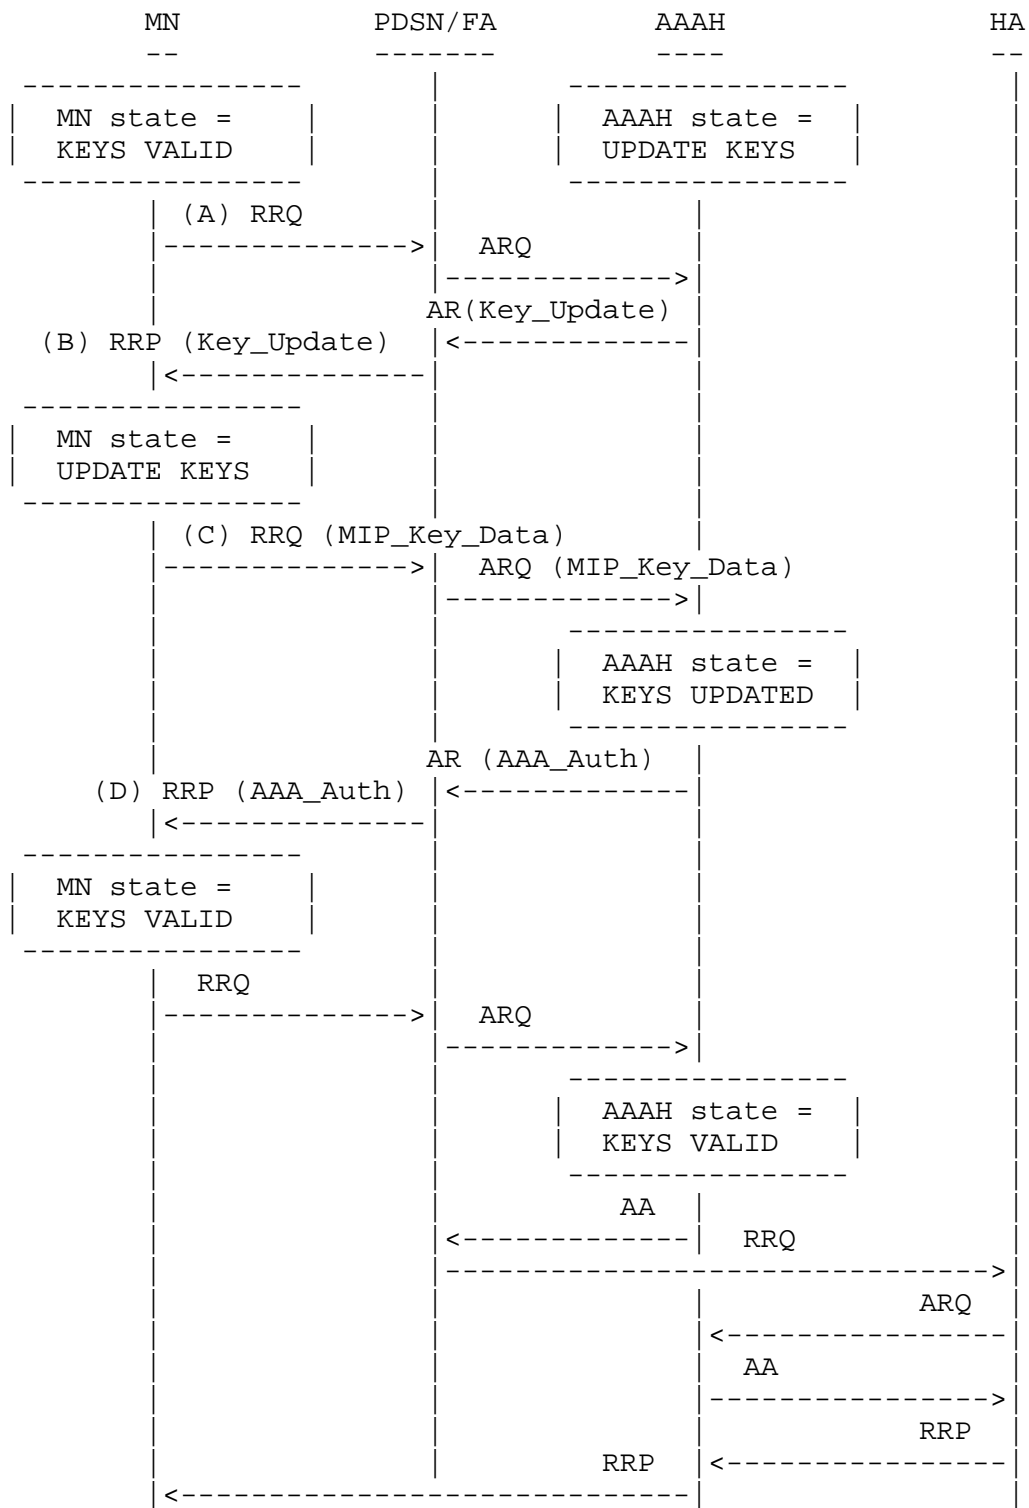 MN PDSN/FA AAAH HA
-- ------- ---- --
MN state = AAAH state =
KEYS VALID UPDATE KEYS
(A) RRQ
ARQ
AR(Key_Update)
(B) RRP (Key_Update)
MN state =
UPDATE KEYS
(C) RRQ (MIP_Key_Data)
ARQ (MIP_Key_Data)
AAAH state =
KEYS UPDATED
AR (AAA_Auth)
(D) RRP (AAA_Auth)
MN state =
KEYS VALID
RRQ
ARQ
AAAH state =
KEYS VALID
AA
RRQ
ARQ
AA
RRP
RRP